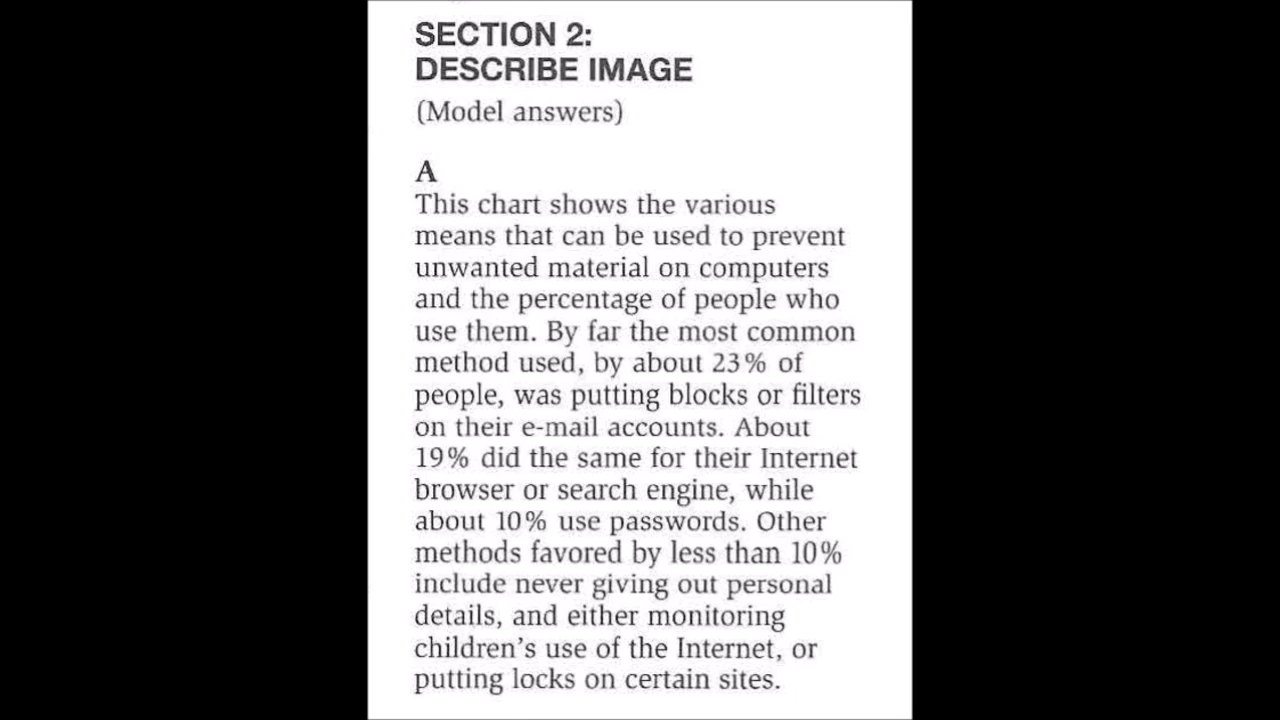 SECTION 2:
DESCRIBE IMAGE
(Model answers)
A
This chart shows the various
means that can be used to prevent
unwanted material on computers
and the percentage of people who
use them. By far the most common
method used, by about 23% of
people, was putting blocks or filters
on their e-mail accounts. About
19% did the same for their Internet
browser or search engine, while
about 10% use passwords. Other
methods favored by less than 10%
include never giving out personal
details, and either monitoring
children's use of the Internet, or
putting locks on certain sites.